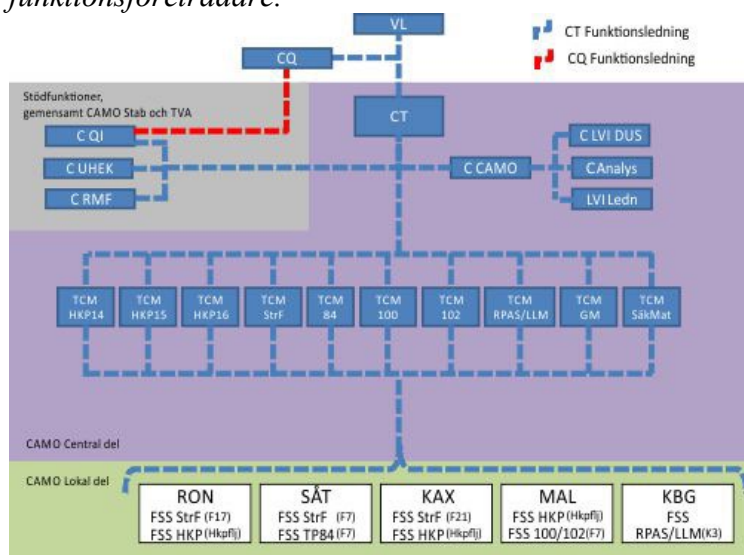 funktionsföreträdare.
VL
CT Funktionsledning
CQ
CQ Funktionsledning
Stödfunktioner,
gemensamt CAMO Stab och TVA
CT
C QI
C LVI DUS
C UHEK
C CAMO
CAnalys
C RMF
LVI Ledn
TCM
HKP14
TCM
HKP15
TCM
HKP16
TCM
StrF
TCM
84
TCM
100
TCM
102
TCM
RPAS/LLM
TCM
GM
TCM
SäkMat
CAMO Central del
CAMO Lokal del
RON
FSS StrF (F17)
FSS HKP (Hkpflj)
SÅT
FSS StrF (F7)
FSS TP84 (F7)
KAX
FSS StrF (F21)
FSS HKP (Hkpflj)
MAL
FSS HKP (Hkpflj)
FSS 100/102 (F7)
KBG
FSS
RPAS/LLM(K3)